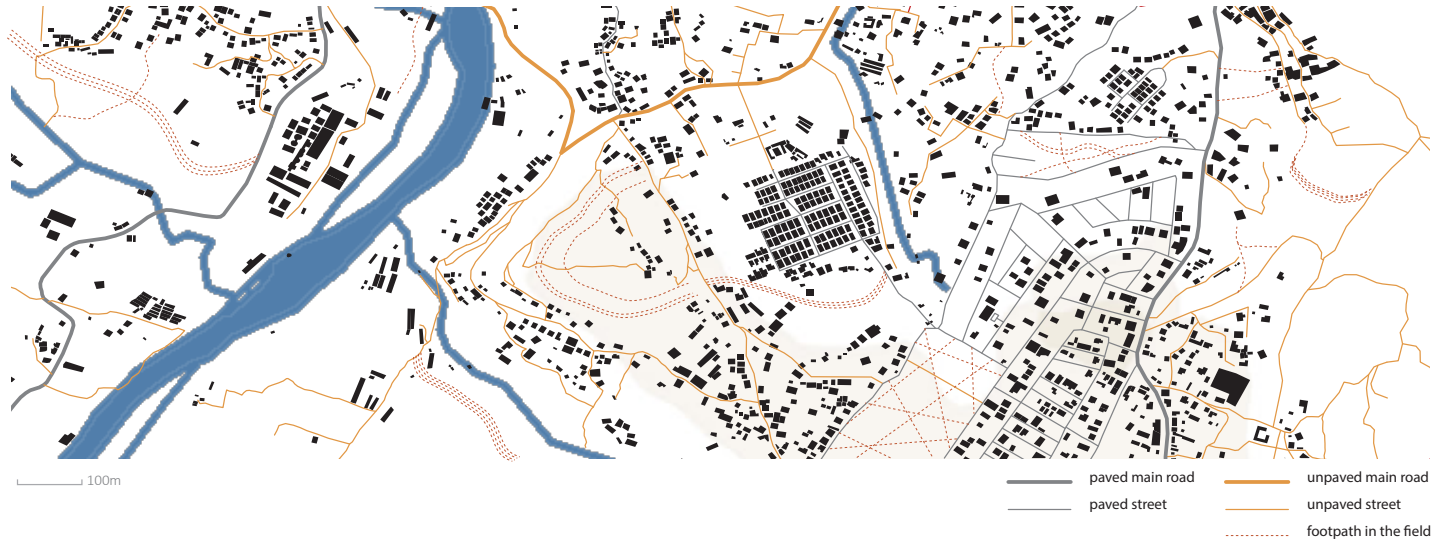 100m
paved main road
unpaved main road
paved street
unpaved street
footpath in the field